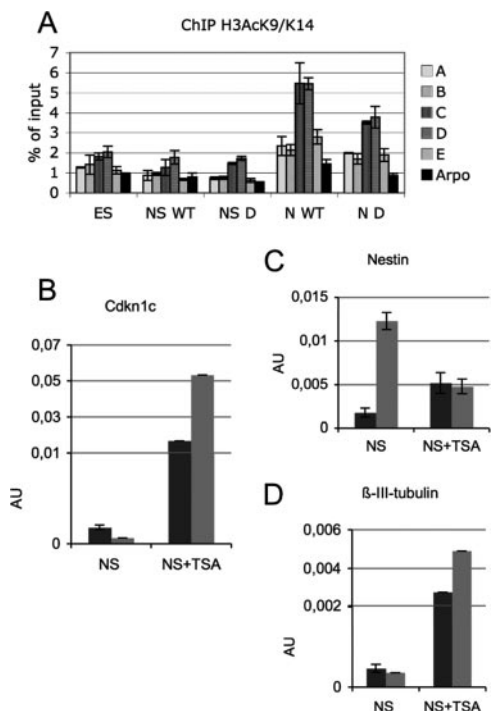 A
ChIP H3AcK9/K14
7
6
5
4
3
2
1
0
% of input
ES
NS WT
NS D
N WT
N D
A
B
C
D
E
Arpo
B
Cdkn1c
0,07
0,05
0,03
0,01
0
AU
NS
NS+TSA
C
Nestin
0,015
0,010
0,005
0
AU
NS
NS+TSA
D
ß-III-tubulin
0,006
0,004
0,002
0
AU
NS
NS+TSA